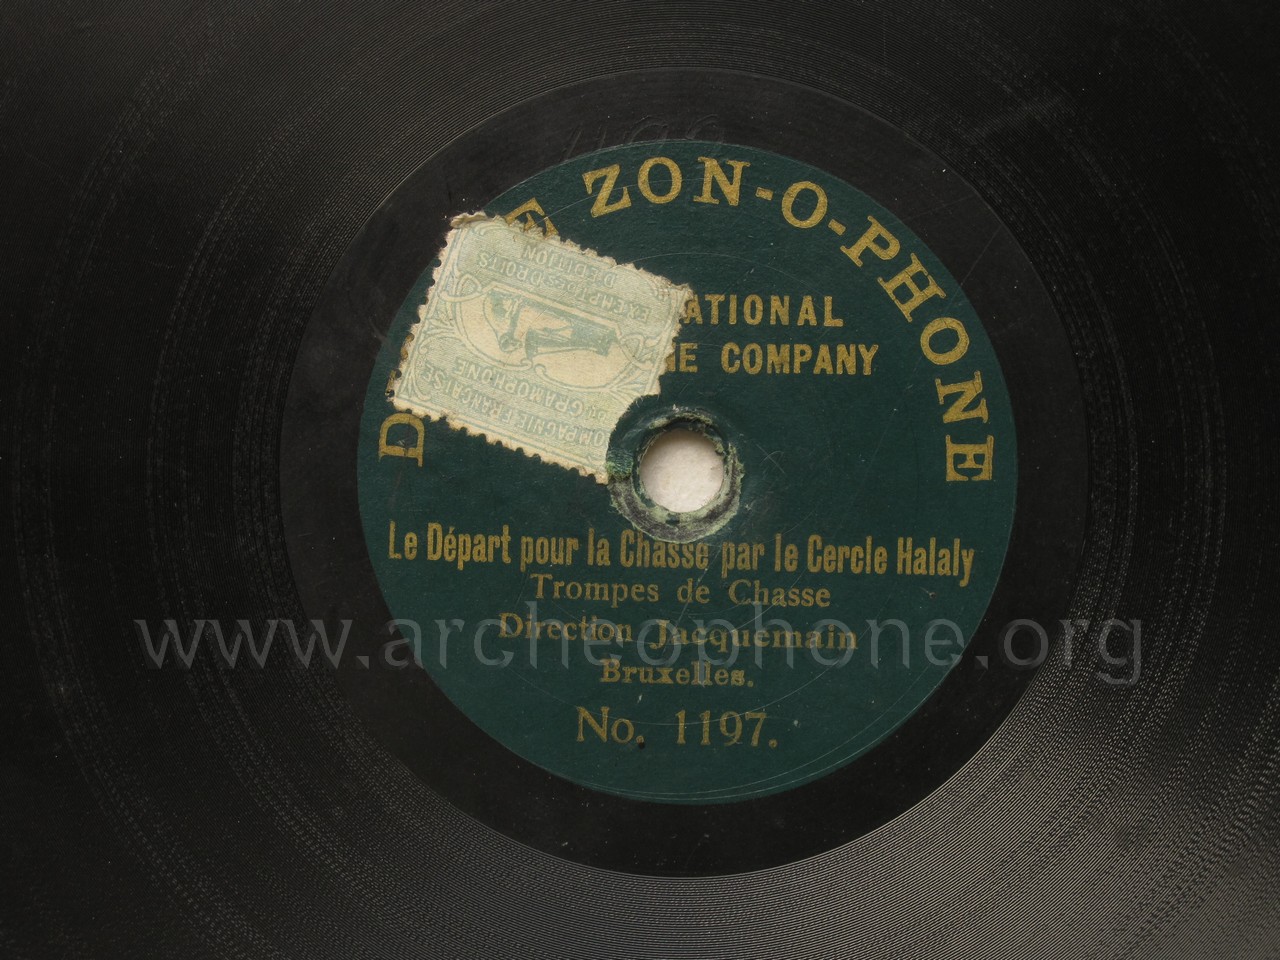 D E ZON-O-PHONE
ATIONAL
NE COMPANY
EXEMPT DES DROITS
D'EDITION
COMPAGNIE FRANÇAISE
DU GRAMOPHONE
Le Départ pour la Chasse par le Cercle Halaly
Trompes de Chasse
Direction Jacquemain
Bruxelles.
No. 1197.
www.archeophone.org